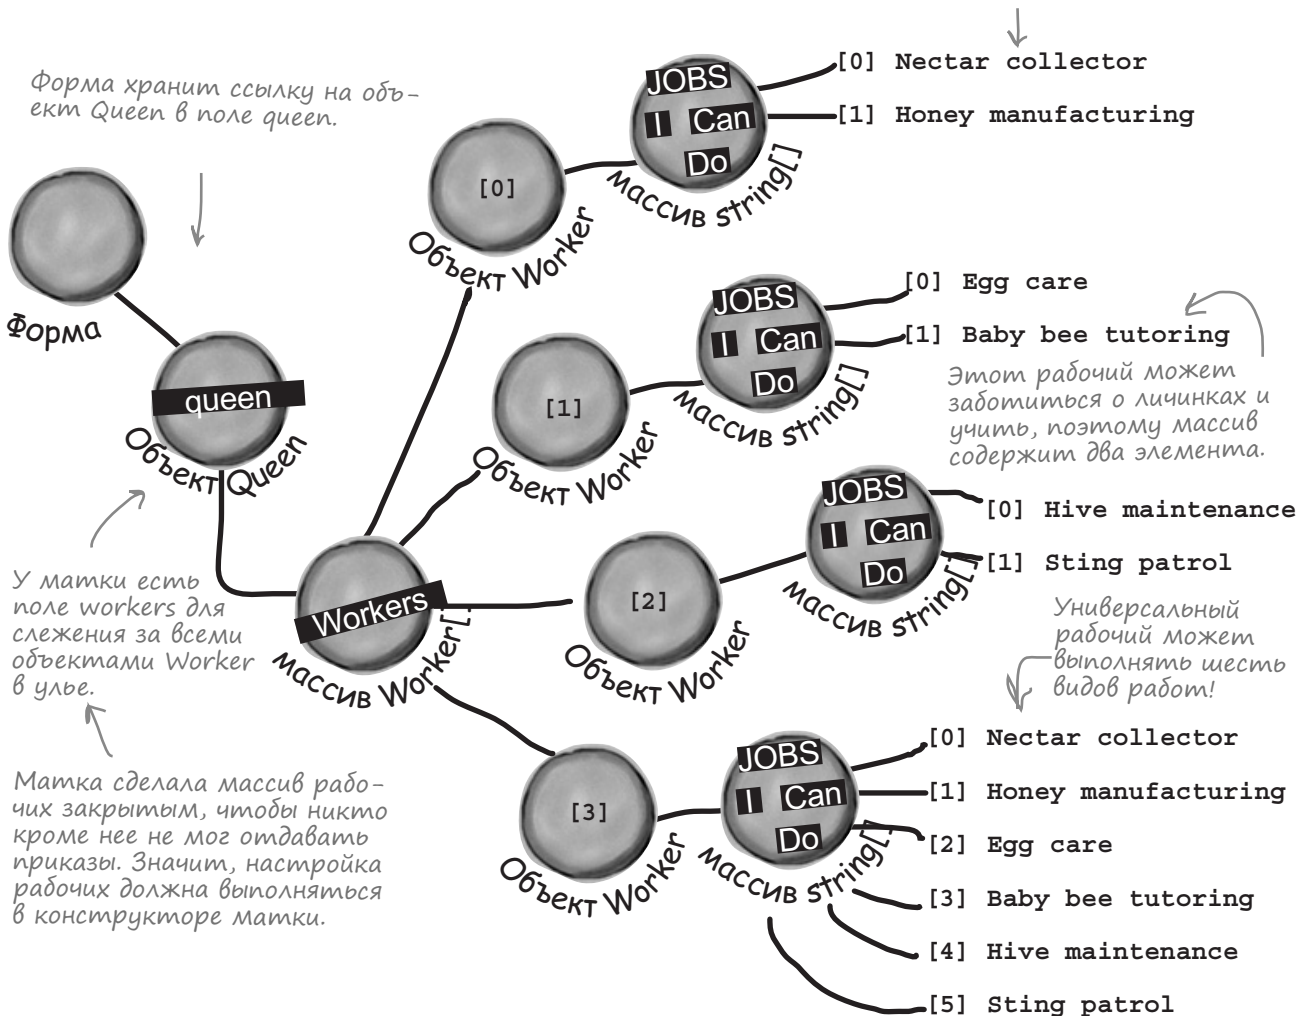 Форма хранит ссылку на объ-
ект Queen в поле queen.
Форма
queen
Объект Queen
У матки есть
поле workers для
слежения за всеми
объектами Worker
в улье.
Матка сделала массив рабо-
чих закрытым, чтобы никто
кроме нее не мог отдавать
приказы. Значит, настройка
рабочих должна выполняться
в конструкторе матки.
Workers
массив Worker[]
[0]
Объект Worker
JOBS
I Can
Do
массив string[]
[0] Nectar collector
[1] Honey manufacturing
[1]
Объект Worker
JOBS
I Can
Do
массив string[]
[0] Egg care
[1] Baby bee tutoring
Этот рабочий может
заботиться о личинках и
учить, поэтому массив
содержит два элемента.
[2]
Объект Worker
JOBS
I Can
Do
массив string[]
[0] Hive maintenance
[1] Sting patrol
Универсальный
рабочий может
выполнять шесть
видов работ!
[3]
Объект Worker
JOBS
I Can
Do
массив string[]
[0] Nectar collector
[1] Honey manufacturing
[2] Egg care
[3] Baby bee tutoring
[4] Hive maintenance
[5] Sting patrol